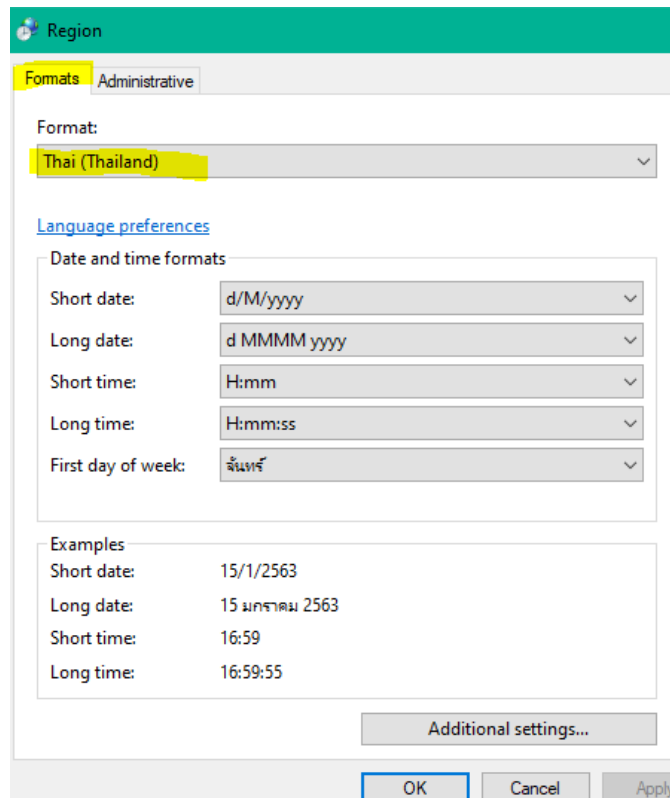 Region
Formats Administrative
Format:
Thai (Thailand)
Language preferences
Date and time formats
Short date: d/M/yyyy
Long date: d MMMM yyyy
Short time: H:mm
Long time: H:mm:ss
First day of week: จันทร์
Examples
Short date: 15/1/2563
Long date: 15 มกราคม 2563
Short time: 16:59
Long time: 16:59:55
Additional settings...
OK Cancel Apply